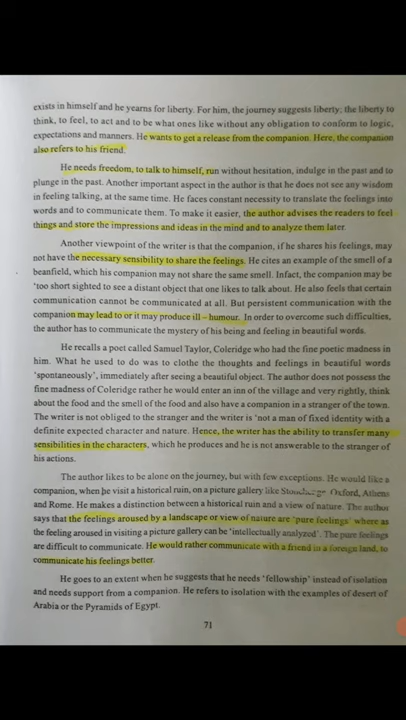 exists in himself and he yearns for liberty. For him, the journey suggests liberty; the liberty to
think, to feel, to act and to be what ones like without any obligation to conform to logic,
expectations and manners. He wants to get a release from the companion. Here, the companion
also refers to his friend.
He needs freedom, to talk to himself, run without hesitation, indulge in the past and to
plunge in the past. Another important aspect in the author is that he does not see any wisdom
in feeling talking, at the same time. He faces constant necessity to translate the feelings into
words and to communicate them. To make it easier, the author advises the readers to feel
things and store the impressions and ideas in the mind and to analyze them later.
Another viewpoint of the writer is that the companion, if he shares his feelings, may
not have the necessary sensibility to share the feelings. He cites an example of the smell of a
beanfield, which his companion may not share the same smell. Infact, the companion may be
'too short sighted to see a distant object that one likes to talk about. He also feels that certain
communication cannot be communicated at all. But persistent communication with the
companion may lead to or it may produce ill – humour. In order to overcome such difficulties,
the author has to communicate the mystery of his being and feeling in beautiful words.
He recalls a poet called Samuel Taylor, Coleridge who had the fine poetic madness in
him. What he used to do was to clothe the thoughts and feelings in beautiful words
'spontaneously', immediately after seeing a beautiful object. The author does not possess the
fine madness of Coleridge rather he would enter an inn of the village and very rightly, think
about the food and the smell of the food and also have a companion in a stranger of the town.
The writer is not obliged to the stranger and the writer is 'not a man of fixed identity with a
definite expected character and nature. Hence, the writer has the ability to transfer many
sensibilities in the characters, which he produces and he is not answerable to the stranger of
his actions.
The author likes to be alone on the journey, but with few exceptions. He would like a
companion, when he visit a historical ruin, on a picture gallery like Oxford, Athens
and Rome. He makes a distinction between a historical ruin and a view of nature. The author
says that the feelings aroused by a landscape or view of nature are 'pure feelings' where as
the feeling aroused in visiting a picture gallery can be 'intellectually analyzed'. The pure feelings
are difficult to communicate. He would rather communicate with a friend in a foreign land, to
communicate his feelings better.
He goes to an extent when he suggests that he needs 'fellowship' instead of isolation
and needs support from a companion. He refers to isolation with the examples of desert of
Arabia or the Pyramids of Egypt.
71